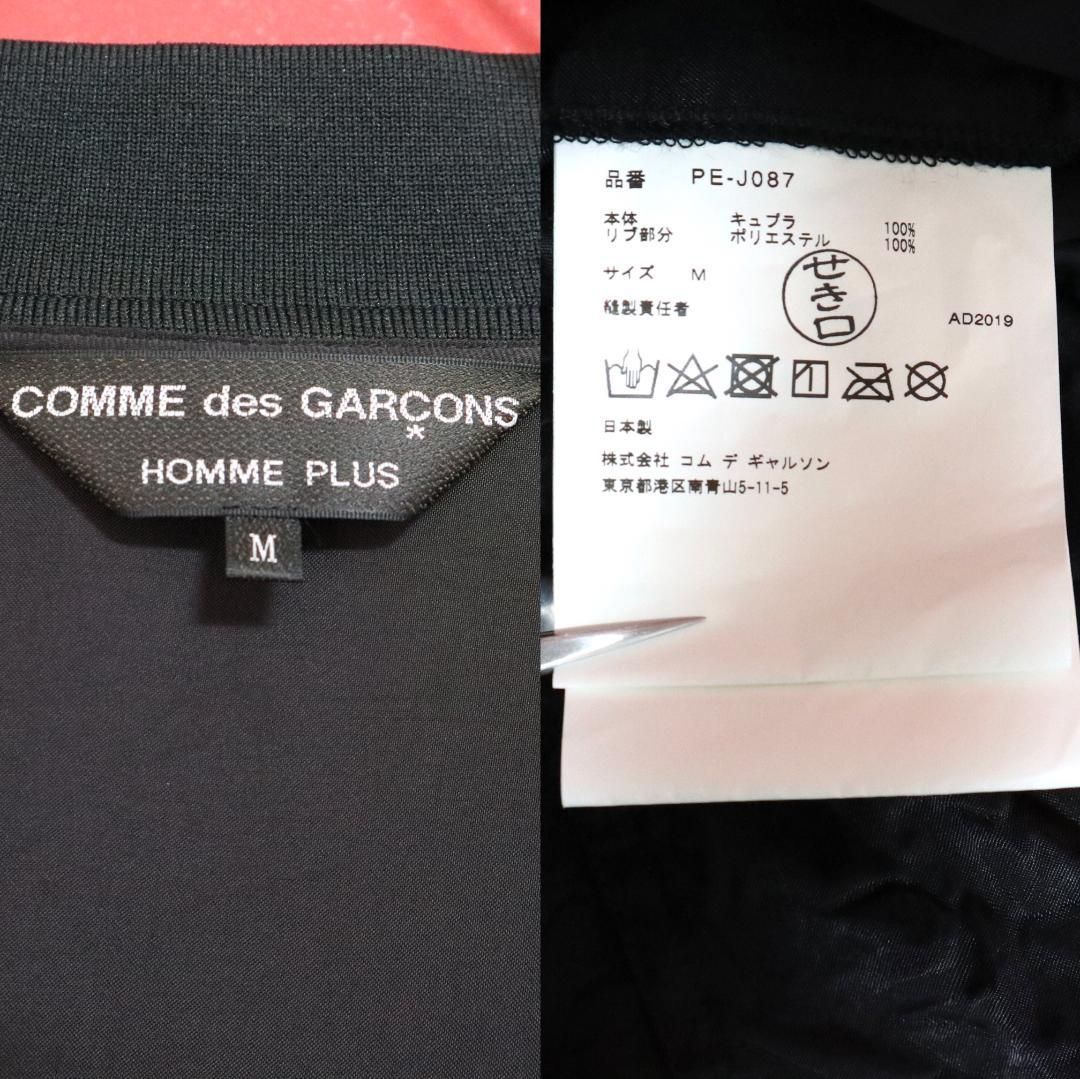 COMME des GARÇONS
*
HOMME PLUS
M
品番 PE-J087
本体 キュプラ 100%
リブ部分 ポリエステル 100%
サイズ M
縫製責任者
せき口
AD2019
日本製
株式会社 コム デ ギャルソン
東京都港区南青山5-11-5